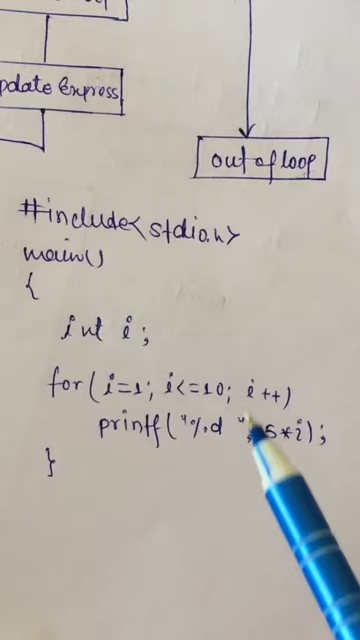 pdate Express
out of loop
#include<stdio.h>
main()
{
int i;
for(i=1; i<=10; i++)
printf("%d ", 5*i);
}